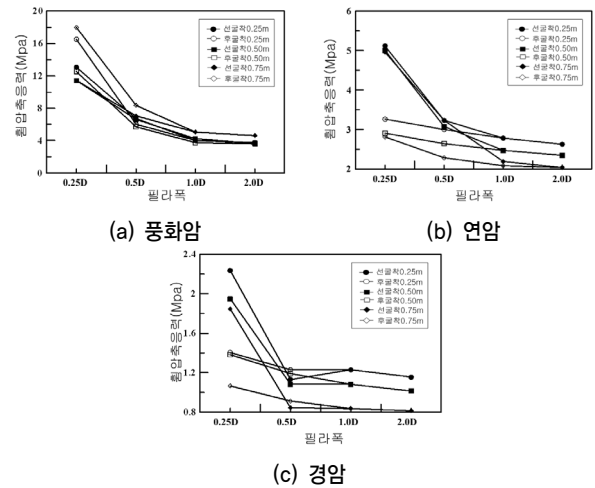 휨압축응력(Mpa)
20
16
12
8
4
0
0.25D 0.5D 1.0D 2.0D
필라폭
선굴착0.25m
후굴착0.25m
선굴착0.50m
후굴착0.50m
선굴착0.75m
후굴착0.75m
(a) 풍화암
휨압축응력(Mpa)
6
5
4
3
2
0.25D 0.5D 1.0D 2.0D
필라폭
선굴착0.25m
후굴착0.25m
선굴착0.50m
후굴착0.50m
선굴착0.75m
후굴착0.75m
(b) 연암
휨압축응력(Mpa)
2.4
2
1.6
1.2
0.8
0.25D 0.5D 1.0D 2.0D
필라폭
선굴착0.25m
후굴착0.25m
선굴착0.50m
후굴착0.50m
선굴착0.75m
후굴착0.75m
(c) 경암